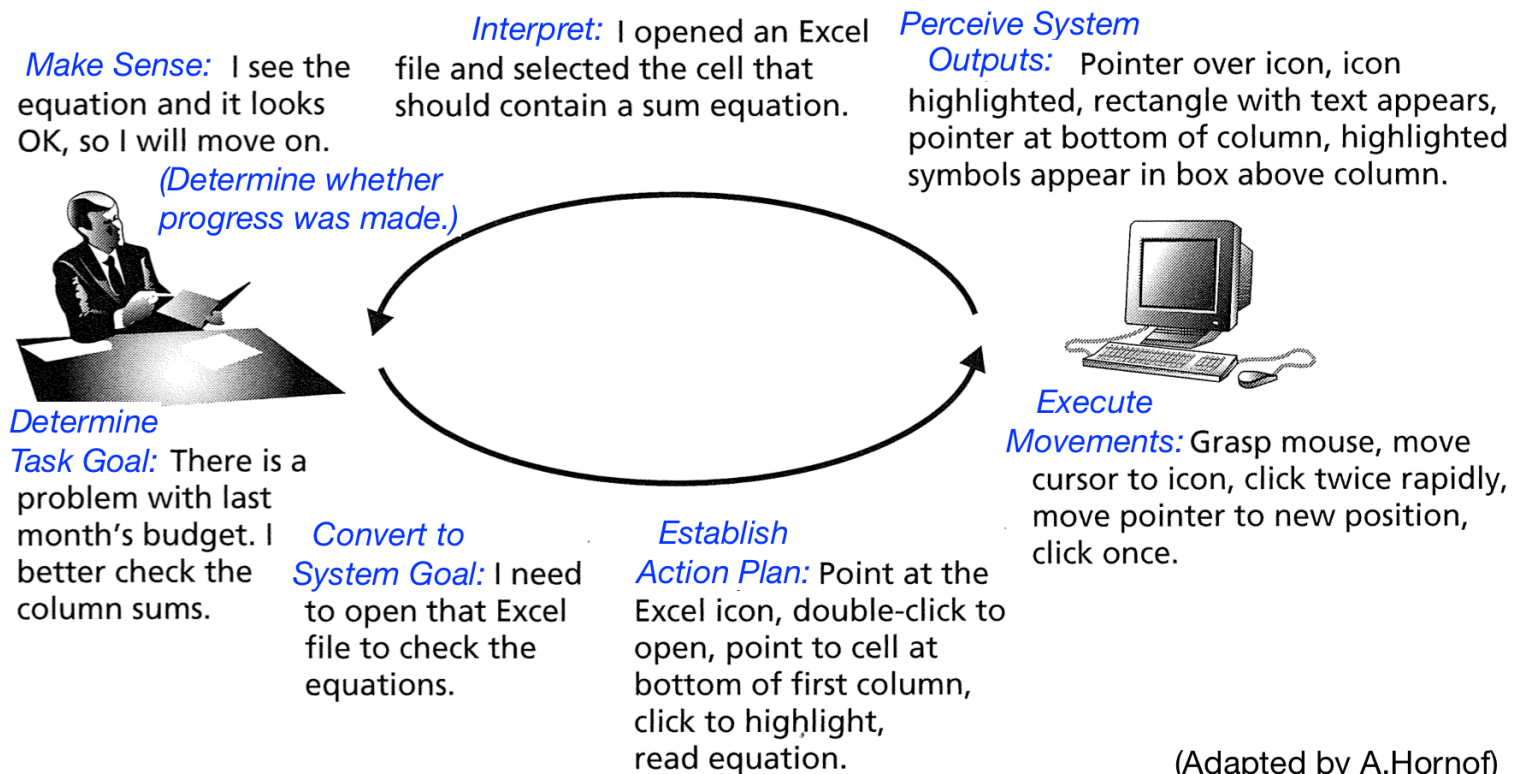 Make Sense: I see the
equation and it looks
OK, so I will move on.
(Determine whether
progress was made.)
Interpret: I opened an Excel
file and selected the cell that
should contain a sum equation.
Perceive System
Outputs: Pointer over icon, icon
highlighted, rectangle with text appears,
pointer at bottom of column, highlighted
symbols appear in box above column.
Determine
Task Goal: There is a
problem with last
month's budget. I
better check the
column sums.
Convert to
System Goal: I need
to open that Excel
file to check the
equations.
Establish
Action Plan: Point at the
Excel icon, double-click to
open, point to cell at
bottom of first column,
click to highlight,
read equation.
Execute
Movements: Grasp mouse, move
cursor to icon, click twice rapidly,
move pointer to new position,
click once.
(Adapted by A.Hornof)